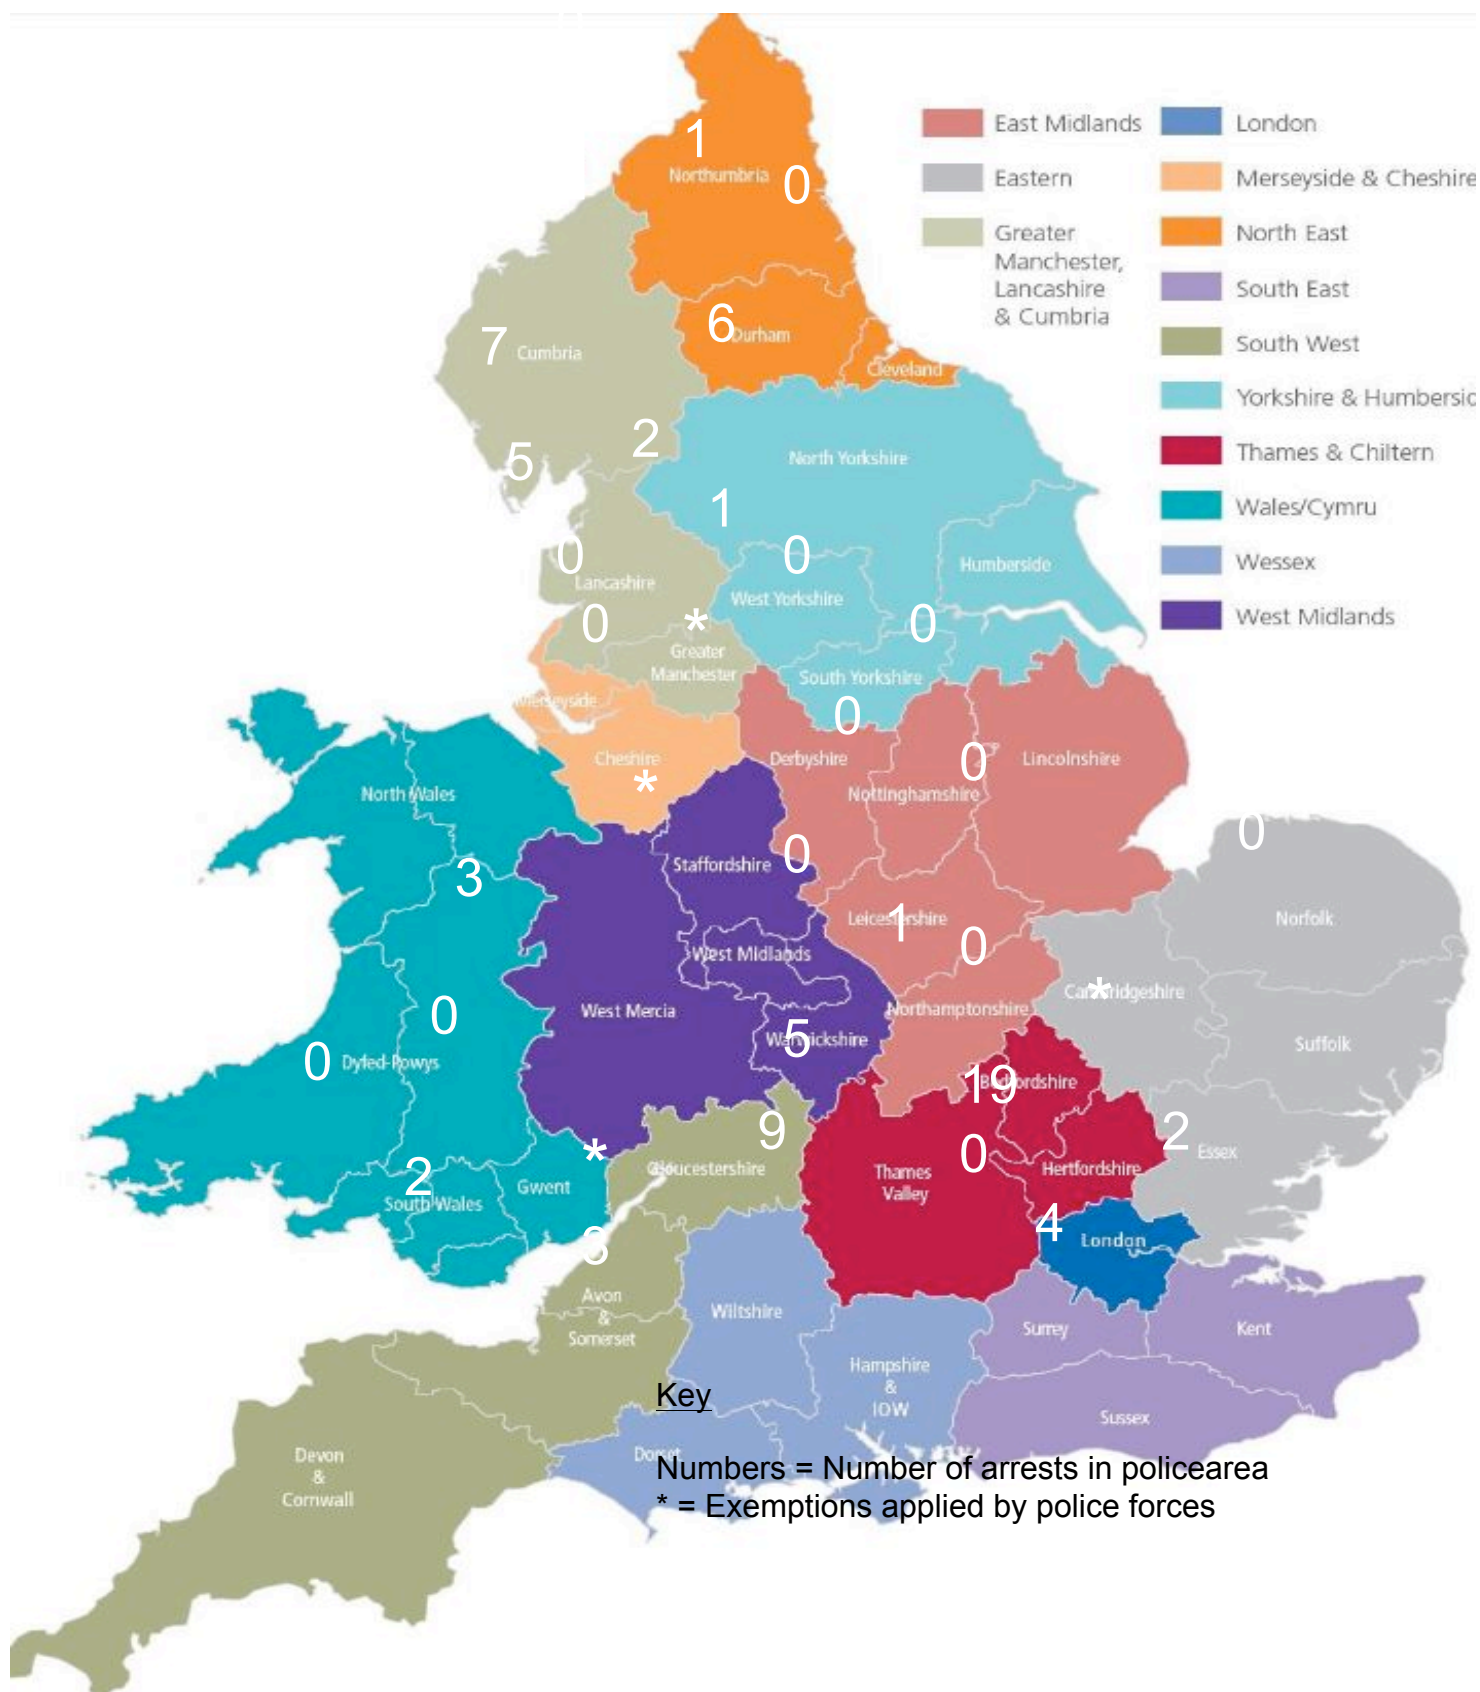 0
1
Northumbria
0
East Midlands
London
Eastern
Merseyside & Cheshire
Greater
Manchester,
Lancashire
& Cumbria
North East
South East
South West
Thames & Chiltern
Wales/Cymru
Wessex
West Midlands
Yorkshire &
6
Durham
7
Cumbria
Cleveland
2
5
North Yorkshire
1
0
0
Lancashire
West Yorkshire
Humberside
0
*
0
Greater
Manchester
South Yorkshire
Merseyside
0
Cheshire
*
Derbyshire
0
Lincolnshire
North Wales
Nottinghamshire
0
3
Staffordshire
0
Leicestershire
1
Norfolk
West Midlands
0
*
Cambridgeshire
West Mercia
Northamptonshire
0
5
Warwickshire
Suffolk
0
Dyfed-Powys
19
Bedfordshire
9
2
Essex
*
0
Gloucestershire
Thames
Valley
Hertfordshire
2
South Wales
Gwent
4
London
Avon
&
Somerset
Wiltshire
Surrey
Kent
Hampshire
&
IOW
Key
Sussex
Devon
&
Cornwall
Dorset
Numbers = Number of arrests in policearea
* = Exemptions applied by police forces